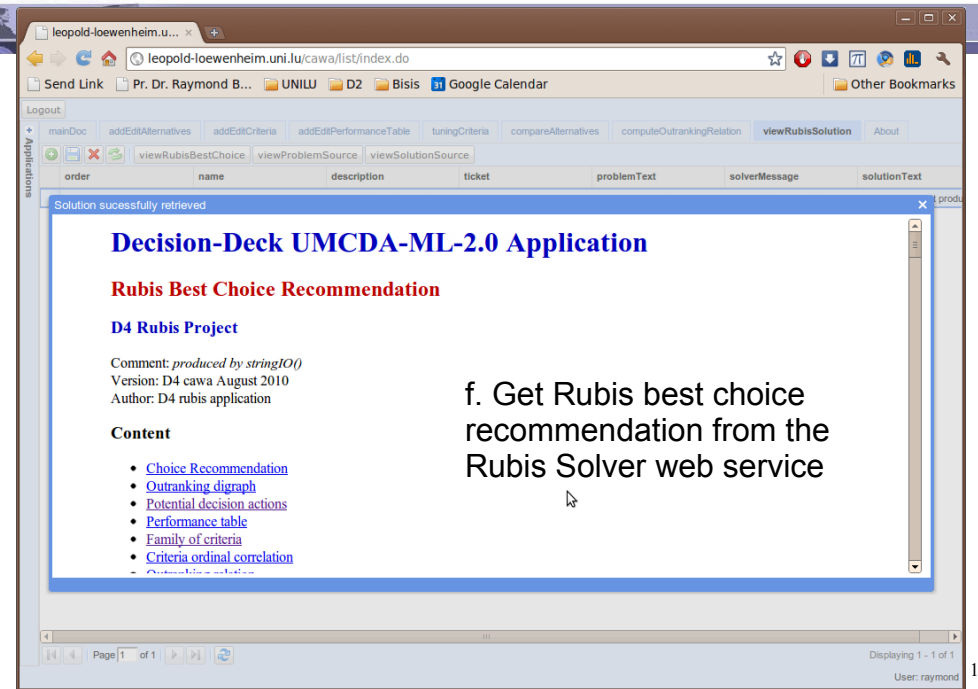 leopold-loewenheim.u...
leopold-loewenheim.uni.lu/cawa/list/index.do
Send Link Pr. Dr. Raymond B... UNILU D2 Bisis 31 Google Calendar Other Bookmarks
Logout
Applications
mainDoc addEditAlternatives addEditCriteria addEditPerformanceTable tuningCriteria compareAlternatives computeOutrankingRelation viewRubisSolution About
viewRubisBestChoice viewProblemSource viewSolutionSource
order name description ticket problemText solverMessage solutionText
t produ
Solution sucessfully retrieved
Decision-Deck UMCDA-ML-2.0 Application
Rubis Best Choice Recommendation
D4 Rubis Project
Comment: produced by stringIO()
Version: D4 cawa August 2010
Author: D4 rubis application
Content
• Choice Recommendation
• Outranking digraph
• Potential decision actions
• Performance table
• Family of criteria
• Criteria ordinal correlation
• Outranking relation
f. Get Rubis best choice
recommendation from the
Rubis Solver web service
Page 1 of 1
Displaying 1 - 1 of 1
User: raymond
1